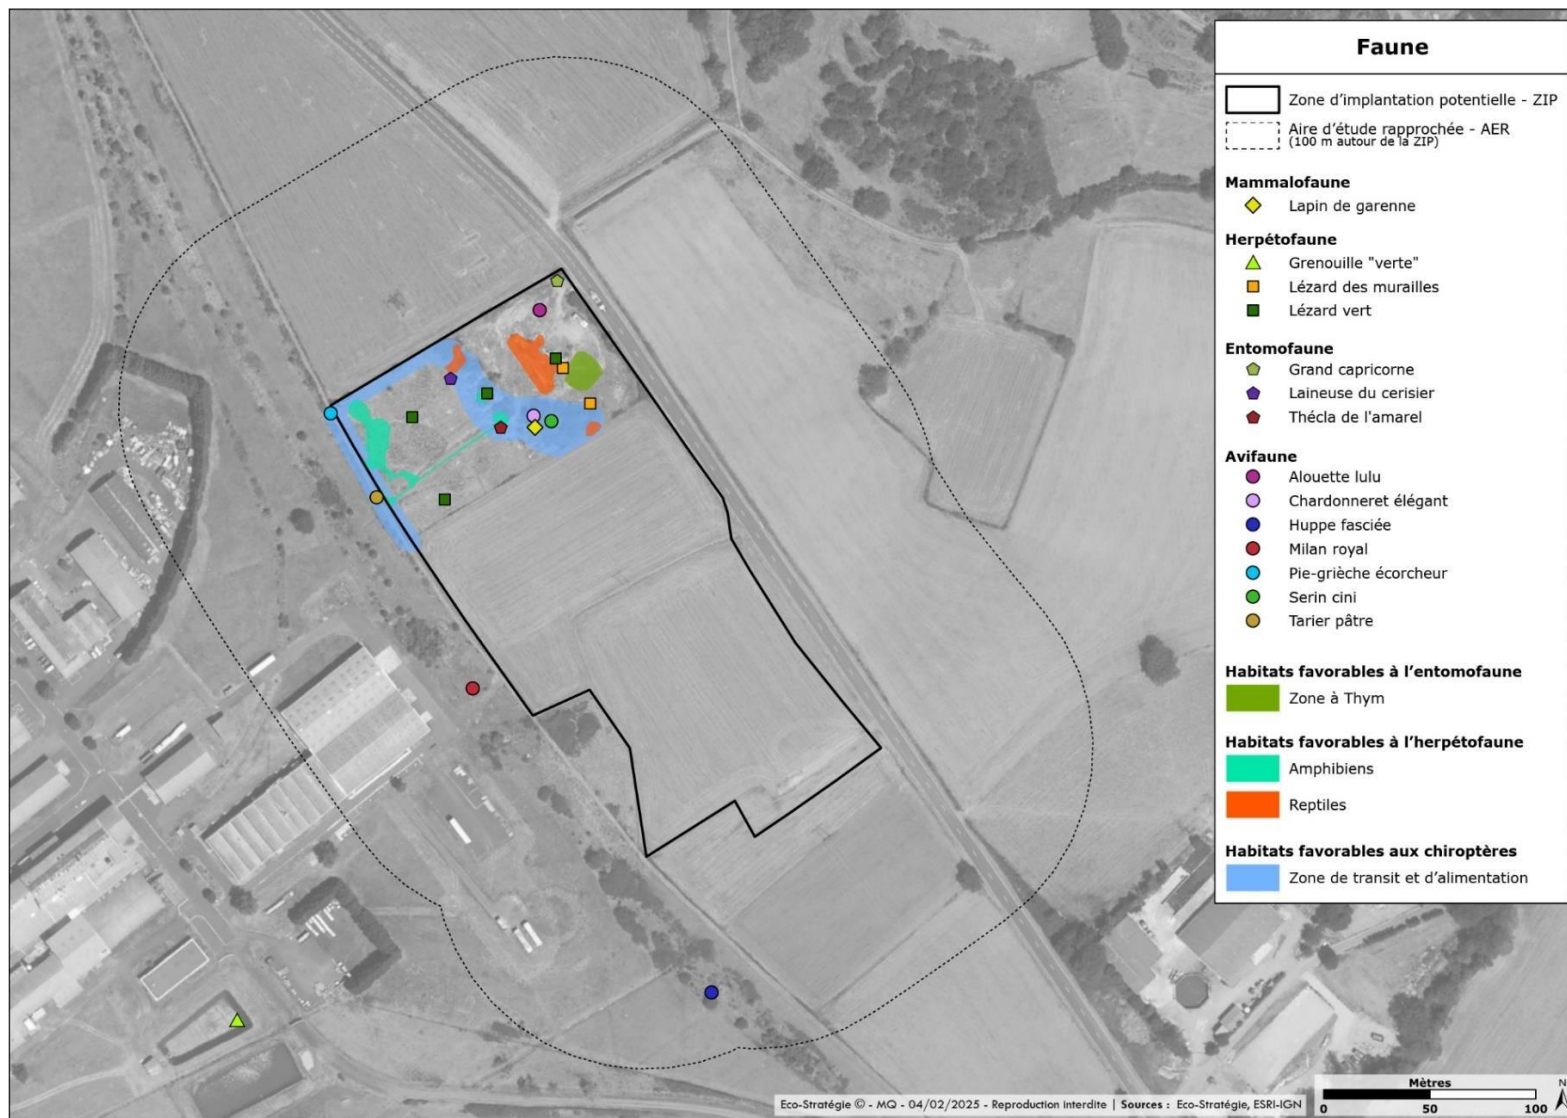 Faune
Zone d'implantation potentielle - ZIP
Aire d'étude rapprochée - AER
(100 m autour de la ZIP)
Mammalofaune
Lapin de garenne
Herpétofaune
Grenouille "verte"
Lézard des murailles
Lézard vert
Entomofaune
Grand capricorne
Laineuse du cerisier
Thécla de l'amarel
Avifaune
Alouette lulu
Chardonneret élégant
Huppe fasciée
Milan royal
Pie-grièche écorcheur
Serin cini
Tarier pâtre
Habitats favorables à l'entomofaune
Zone à Thym
Habitats favorables à l'herpétofaune
Amphibiens
Reptiles
Habitats favorables aux chiroptères
Zone de transit et d'alimentation
Eco-Stratégie © - MQ - 04/02/2025 - Reproduction interdite | Sources : Eco-Stratégie, ESRI-IGN
Mètres
0 50 100
N